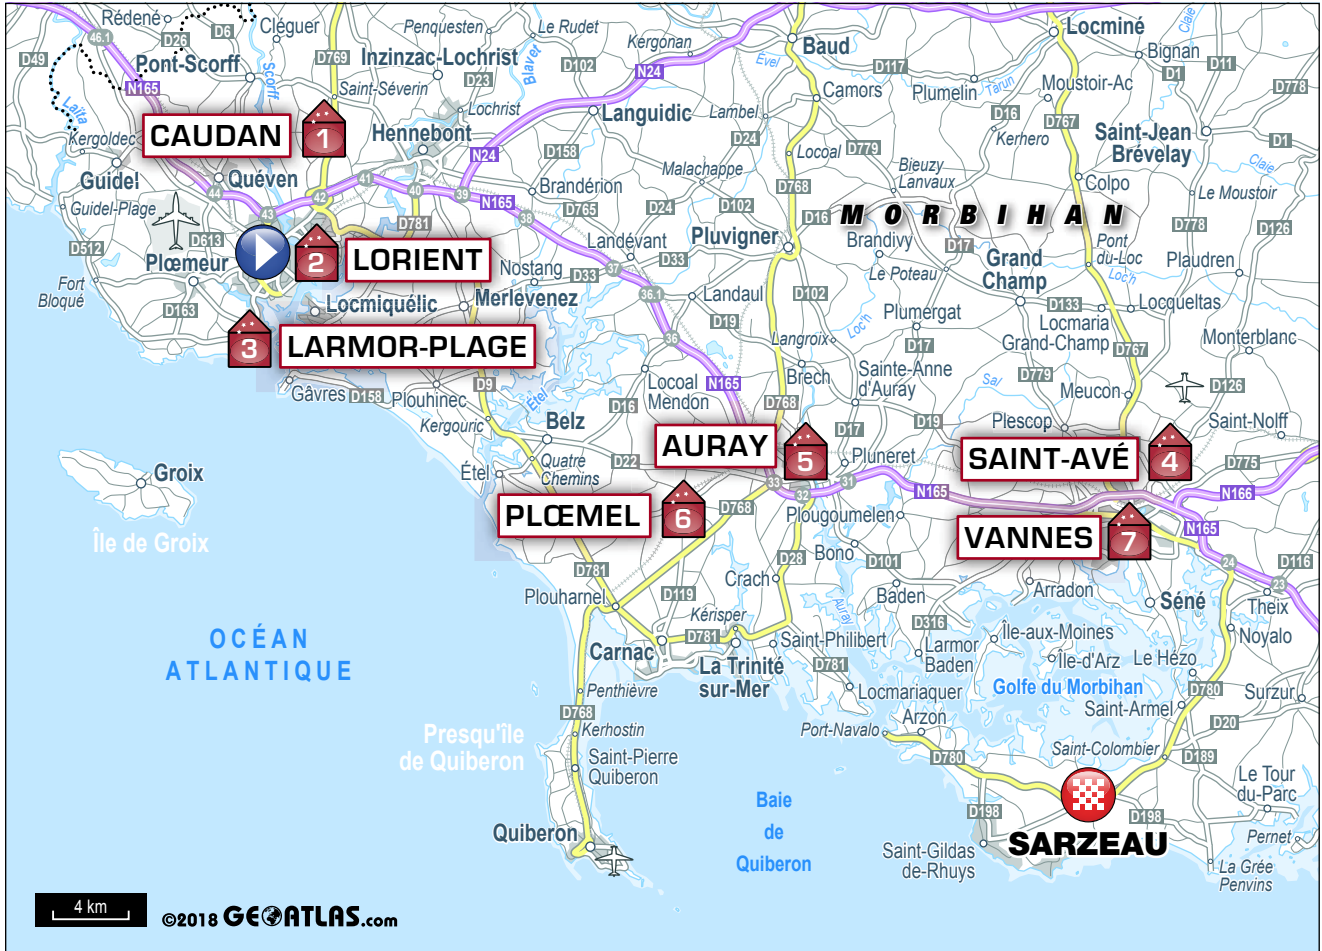 Rédené
D26
D6
Cléguer
Penquesten
Le Rudet
Locminé
Claie
46.1
D49
D769
Inzinzac-Lochrist
Kergonan
Baud
Evel
Bignan
Pont-Scorff
Scorff
D23
Blavet
D102
N24
D117
Tarun
D1
D11
N165
Saint-Séverin
Camors
Plumelin
Moustoir-Ac
D778
Laïta
Lochrist
Languidic
Lambel
D16
D767
Kergoldec
CAUDAN
1
Hennebont
D24
Kerhero
Saint-Jean
Brévelay
D1
Guidel
Quéven
N24
D158
Malachappe
Locoal
D779
Bieuzy
Lanvaux
Claie
44
41
40
39
Brandérion
D768
Colpo
Le Moustoir
Guidel-Plage
43
42
N165
D765
D24
D102
D16
MORBIHAN
D512
D613
D781
38
Landévant
Pluvigner
Brandivy
D17
D778
D126
Plœmeur
2
LORIENT
Nostang
D33
37
D33
Le Poteau
Grand
Champ
Pont
du-Loc
Loc'h
Plaudren
Fort
Bloqué
D163
Locmiquélic
Merlevenez
36.1
Landaul
D102
Plumergat
D133
Locqueltas
3
LARMOR-PLAGE
36
D19
Langroix
Loc'h
D17
Locmaria
Grand-Champ
D767
Monterblanc
Gâvres
D158
Plouhinec
D9
Étel
Locoal
Mendon
N165
Brech
Sainte-Anne
d'Auray
Sal
D779
Meucon
D126
Kergouric
Belz
D16
D768
D19
Plescop
Saint-Nolff
AURAY
5
D17
Pluneret
SAINT-AVÉ
4
D775
Groix
Étel
Quatre
Chemins
D22
33
32
31
N165
N166
Île de Groix
PLŒMEL
6
D768
Plougoumelen
VANNES
7
N165
Bono
D28
D101
24
D116
D781
Crach
Baden
Arradon
Séné
Theix
23
Plouharnel
D119
Kérisper
Auray
D316
Île-aux-Moines
Noyalo
OCÉAN
ATLANTIQUE
Carnac
D781
La Trinité
sur-Mer
Saint-Philibert
D781
Larmor
Baden
Île-d'Arz
Le Hézo
Penthièvre
Locmariaquer
Golfe du Morbihan
D780
Surzur
D768
Kerhostin
Port-Navalo
Arzon
Saint-Armel
D20
Presqu'île
de Quiberon
Saint-Pierre
Quiberon
D780
Saint-Colombier
D189
Le Tour
du-Parc
Baie
de
Quiberon
D198
SARZEAU
D198
Quiberon
Saint-Gildas
de-Rhuys
Pernet
La Grée
Penvins
4 km
©2018 GEOATLAS.com